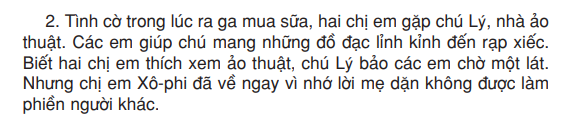 2. Tình cờ trong lúc ra ga mua sữa, hai chị em gặp chú Lý, nhà ảo
thuật. Các em giúp chú mang những đồ đạc lỉnh kỉnh đến rạp xiếc.
Biết hai chị em thích xem ảo thuật, chú Lý bảo các em chờ một lát.
Nhưng chị em Xô-phi đã về ngay vì nhớ lời mẹ dặn không được làm
phiền người khác.